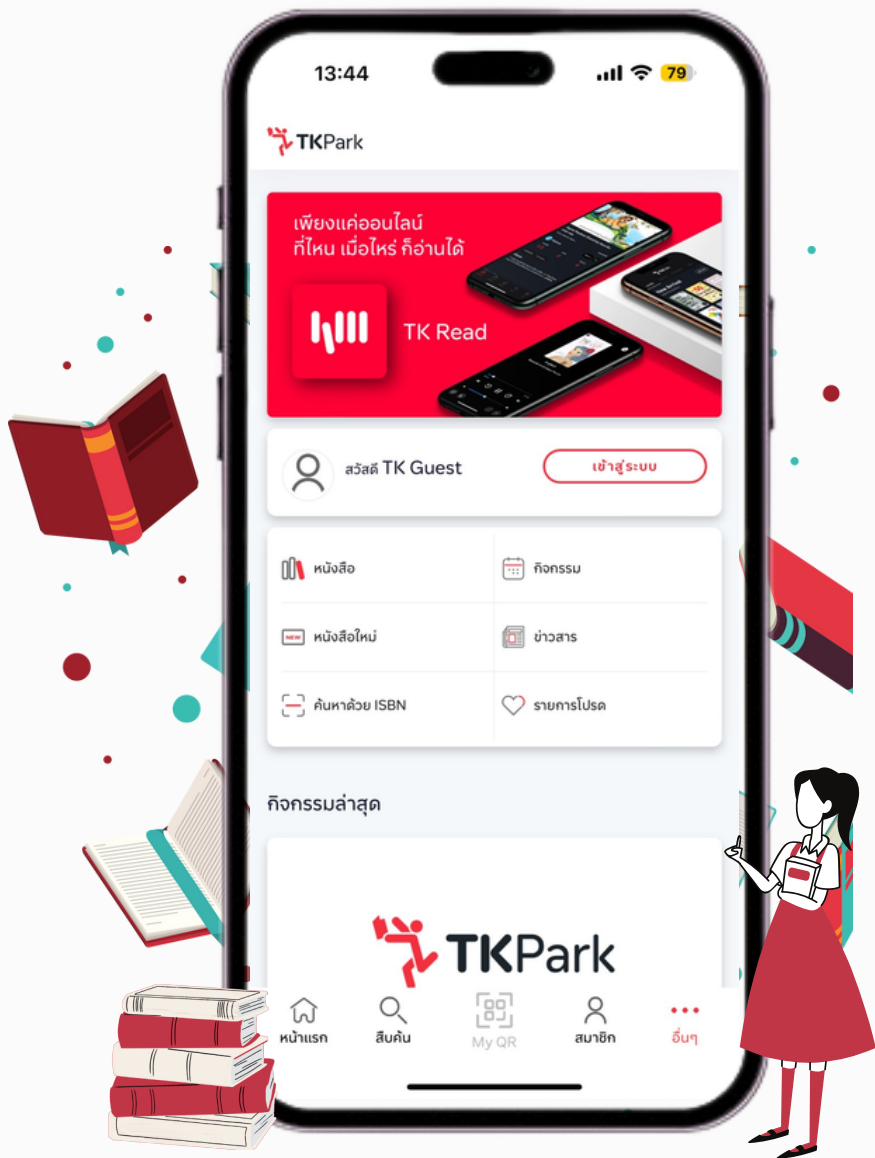 13:44
79
TKPark
เพียงแค่ออนไลน์
ที่ไหน เมื่อไหร่ ก็อ่านได้
TK Read
สวัสดี TK Guest
เข้าสู่ระบบ
หนังสือ
กิจกรรม
NEW
หนังสือใหม่
ข่าวสาร
ค้นหาด้วย ISBN
รายการโปรด
กิจกรรมล่าสุด
TKPark
หน้าแรก
สืบค้น
My QR
สมาชิก
อื่นๆ